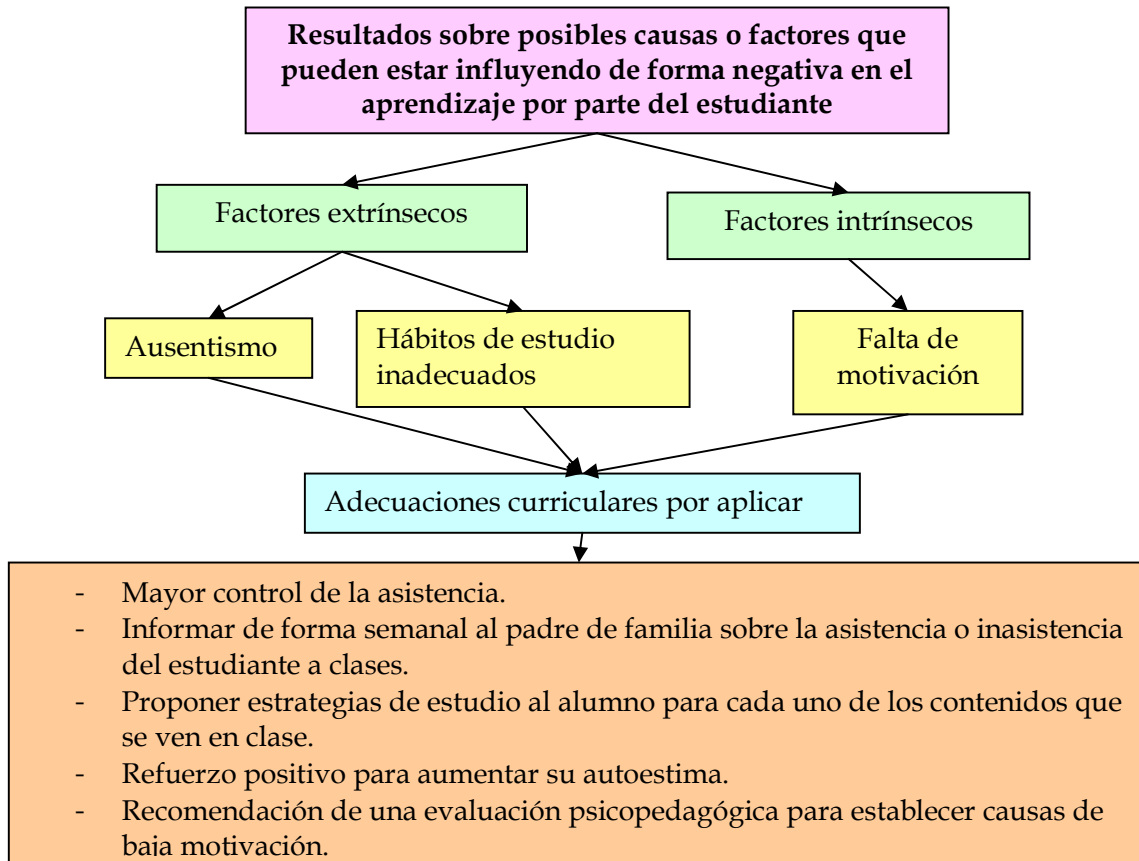 Resultados sobre posibles causas o factores que
pueden estar influyendo de forma negativa en el
aprendizaje por parte del estudiante
Factores extrínsecos
Factores intrínsecos
Ausentismo
Hábitos de estudio
inadecuados
Falta de
motivación
Adecuaciones curriculares por aplicar
- Mayor control de la asistencia.
- Informar de forma semanal al padre de familia sobre la asistencia o inasistencia
del estudiante a clases.
- Proponer estrategias de estudio al alumno para cada uno de los contenidos que
se ven en clase.
- Refuerzo positivo para aumentar su autoestima.
- Recomendación de una evaluación psicopedagógica para establecer causas de
baja motivación.